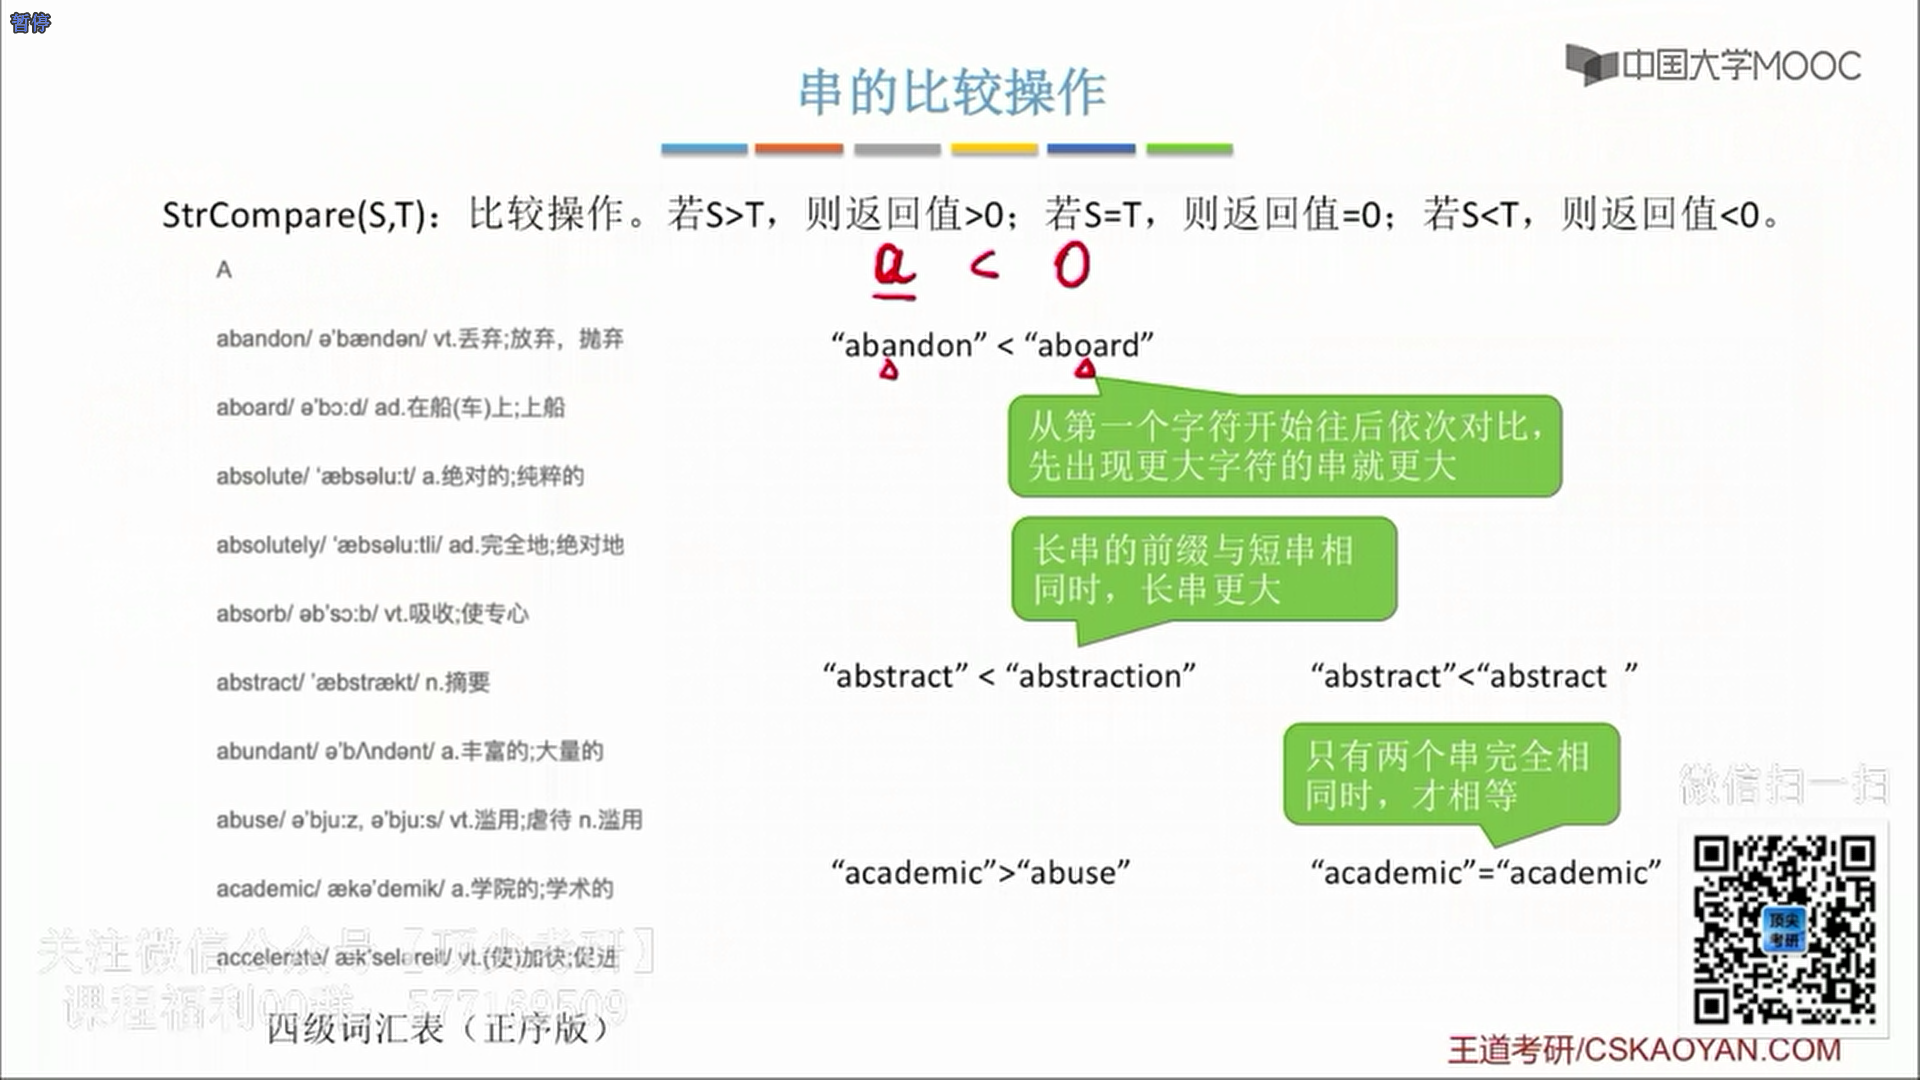 暂停
中国大学MOOC
串的比较操作
StrCompare(S,T)：比较操作。若S>T，则返回值>0；若S=T，则返回值=0；若S<T，则返回值<0。
A
a < o
abandon/ ə'bændən/ vt.丢弃;放弃，抛弃
“abandon” < “aboard”
aboard/ ə'bɔ:d/ ad.在船(车)上;上船
从第一个字符开始往后依次对比，
先出现更大字符的串就更大
absolute/ 'æbsəlu:t/ a.绝对的;纯粹的
absolutely/ 'æbsəlu:tli/ ad.完全地;绝对地
长串的前缀与短串相
同时，长串更大
absorb/ əb'sɔ:b/ vt.吸收;使专心
abstract/ 'æbstrækt/ n.摘要
“abstract” < “abstraction”
“abstract”<“abstract  ”
abundant/ ə'bΛndənt/ a.丰富的;大量的
只有两个串完全相
同时，才相等
微信扫一扫
abuse/ ə'bju:z, ə'bju:s/ vt.滥用;虐待 n.滥用
academic/ ækə'demik/ a.学院的;学术的
“academic”>“abuse”
“academic”=“academic”
顶尖
考研
关注微信公众号【顶尖考研】
accelerate/ æk'seləreit/ vt.(使)加快;促进
课程福利QQ群：577169509
四级词汇表（正序版）
王道考研/CSKAOYAN.COM